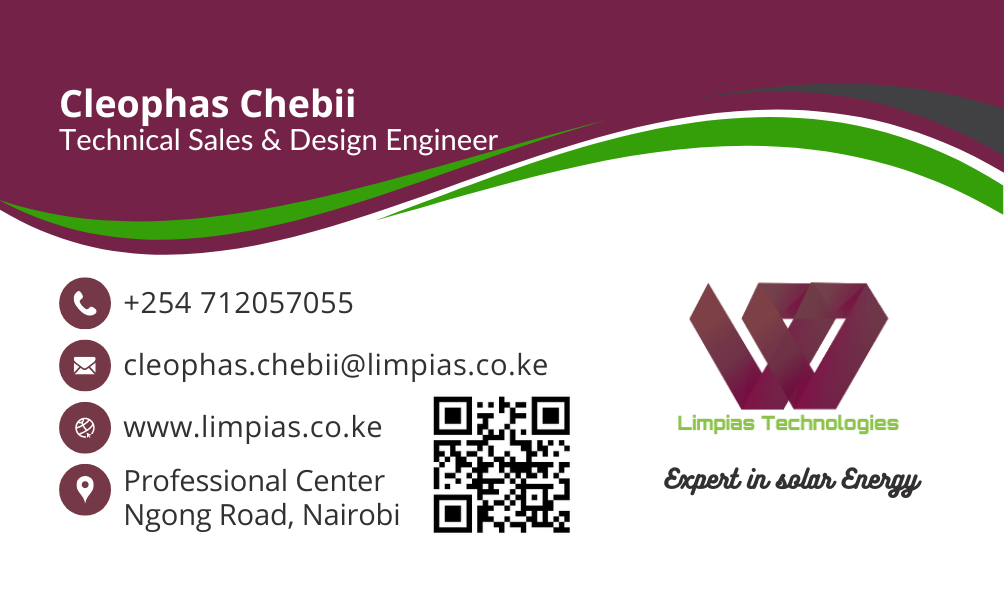 Cleophas Chebii
Technical Sales & Design Engineer
+254 712057055
cleophas.chebii@limpias.co.ke
www.limpias.co.ke
Professional Center
Ngong Road, Nairobi
Limpias Technologies
Expert in solar Energy